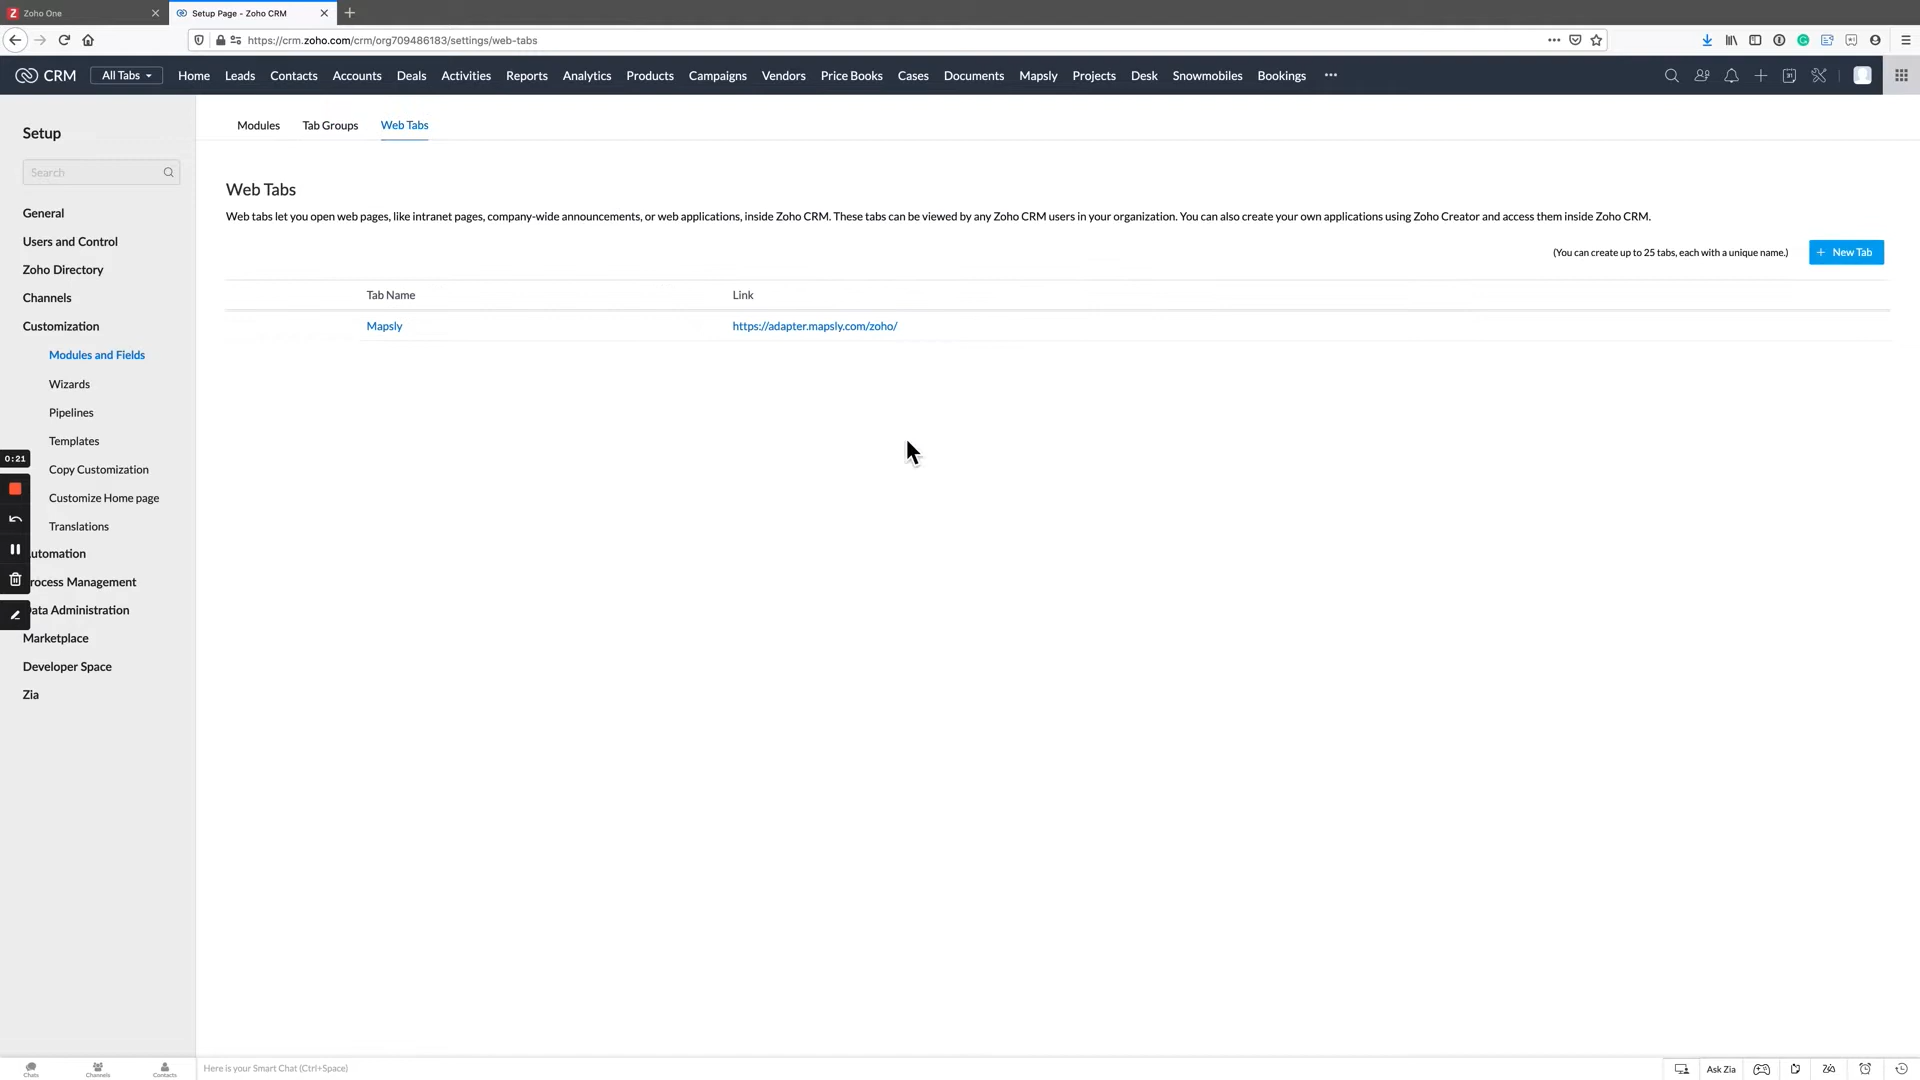 Zoho One
Setup Page - Zoho CRM
https://crm.zoho.com/crm/org709486183/settings/web-tabs
CRM
All Tabs
Home
Leads
Contacts
Accounts
Deals
Activities
Reports
Analytics
Products
Campaigns
Vendors
Price Books
Cases
Documents
Mapsly
Projects
Desk
Snowmobiles
Bookings
Setup
Search
General
Users and Control
Zoho Directory
Channels
Customization
Modules and Fields
Wizards
Pipelines
Templates
Copy Customization
Customize Home page
Translations
utomation
rocess Management
ata Administration
Marketplace
Developer Space
Zia
0:21
Modules
Tab Groups
Web Tabs
Web Tabs
Web tabs let you open web pages, like intranet pages, company-wide announcements, or web applications, inside Zoho CRM. These tabs can be viewed by any Zoho CRM users in your organization. You can also create your own applications using Zoho Creator and access them inside Zoho CRM.
(You can create up to 25 tabs, each with a unique name.)
+ New Tab
Tab Name
Link
Mapsly
https://adapter.mapsly.com/zoho/
Chats
Channels
Contacts
Here is your Smart Chat (Ctrl+Space)
Ask Zia